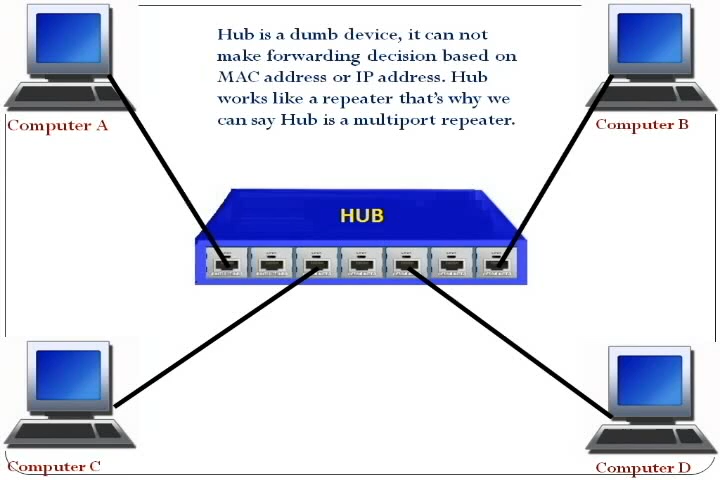 Hub is a dumb device, it can not
make forwarding decision based on
MAC address or IP address. Hub
works like a repeater that's why we
can say Hub is a multiport repeater.
Computer A
Computer B
HUB
Computer C
Computer D